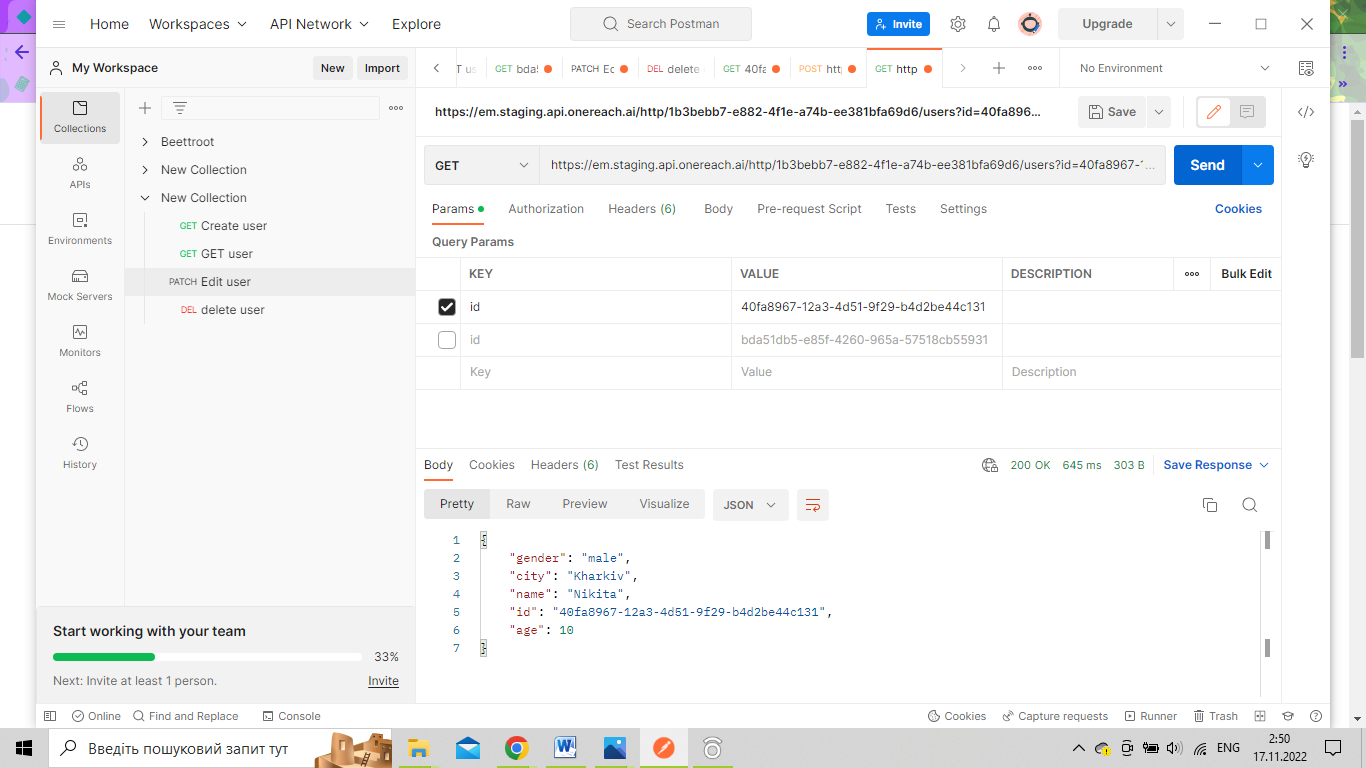 Home Workspaces API Network Explore Search Postman Invite Upgrade
My Workspace New Import
GET bda! PATCH Ec DEL delete GET 40fa POST htt GET http No Environment
https://em.staging.api.onereach.ai/http/1b3bebb7-e882-4f1e-a74b-ee381bfa69d6/users?id=40fa896... Save
Collections
APIs
Environments
Mock Servers
Monitors
Flows
History
Beettroot
New Collection
New Collection
GET Create user
GET GET user
PATCH Edit user
DEL delete user
GET https://em.staging.api.onereach.ai/http/1b3bebb7-e882-4f1e-a74b-ee381bfa69d6/users?id=40fa8967-1... Send
Params Authorization Headers (6) Body Pre-request Script Tests Settings Cookies
Query Params
KEY VALUE DESCRIPTION Bulk Edit
id 40fa8967-12a3-4d51-9f29-b4d2be44c131
id bda51db5-e85f-4260-965a-57518cb55931
Key Value Description
Body Cookies Headers (6) Test Results 200 OK 645 ms 303 B Save Response
Pretty Raw Preview Visualize JSON
1 {
2 "gender": "male",
3 "city": "Kharkiv",
4 "name": "Nikita",
5 "id": "40fa8967-12a3-4d51-9f29-b4d2be44c131",
6 "age": 10
7 }
Start working with your team
33%
Next: Invite at least 1 person. Invite
Online Find and Replace Console Cookies Capture requests Runner Trash
Введіть пошуковий запит тут
ENG
2:50
17.11.2022